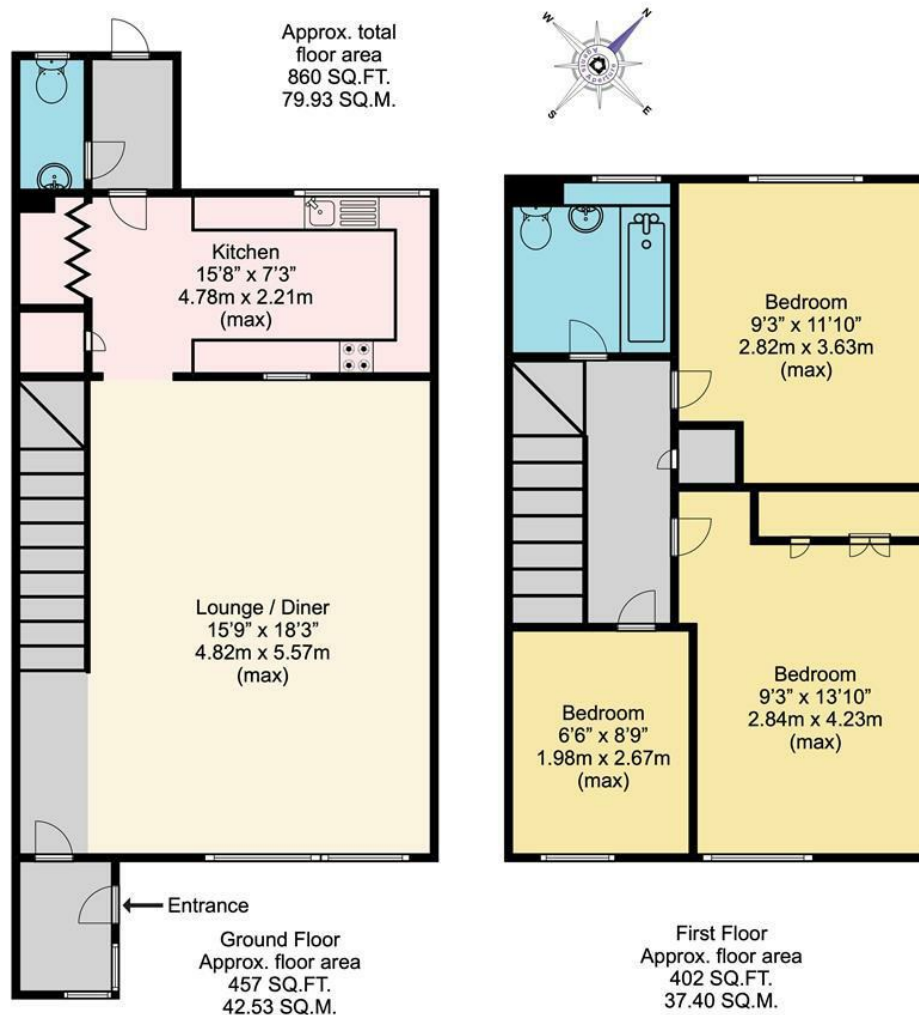 Approx. total
floor area
860 SQ.FT.
79.93 SQ.M.
W
N
S
E
Aperture
Agents
Kitchen
15'8” x 7'3”
4.78m x 2.21m
(max)
Lounge / Diner
15'9” x 18'3”
4.82m x 5.57m
(max)
Entrance
Ground Floor
Approx. floor area
457 SQ.FT.
42.53 SQ.M.
Bedroom
9'3” x 11'10”
2.82m x 3.63m
(max)
Bedroom
9'3” x 13'10”
2.84m x 4.23m
(max)
Bedroom
6'6” x 8'9”
1.98m x 2.67m
(max)
First Floor
Approx. floor area
402 SQ.FT.
37.40 SQ.M.